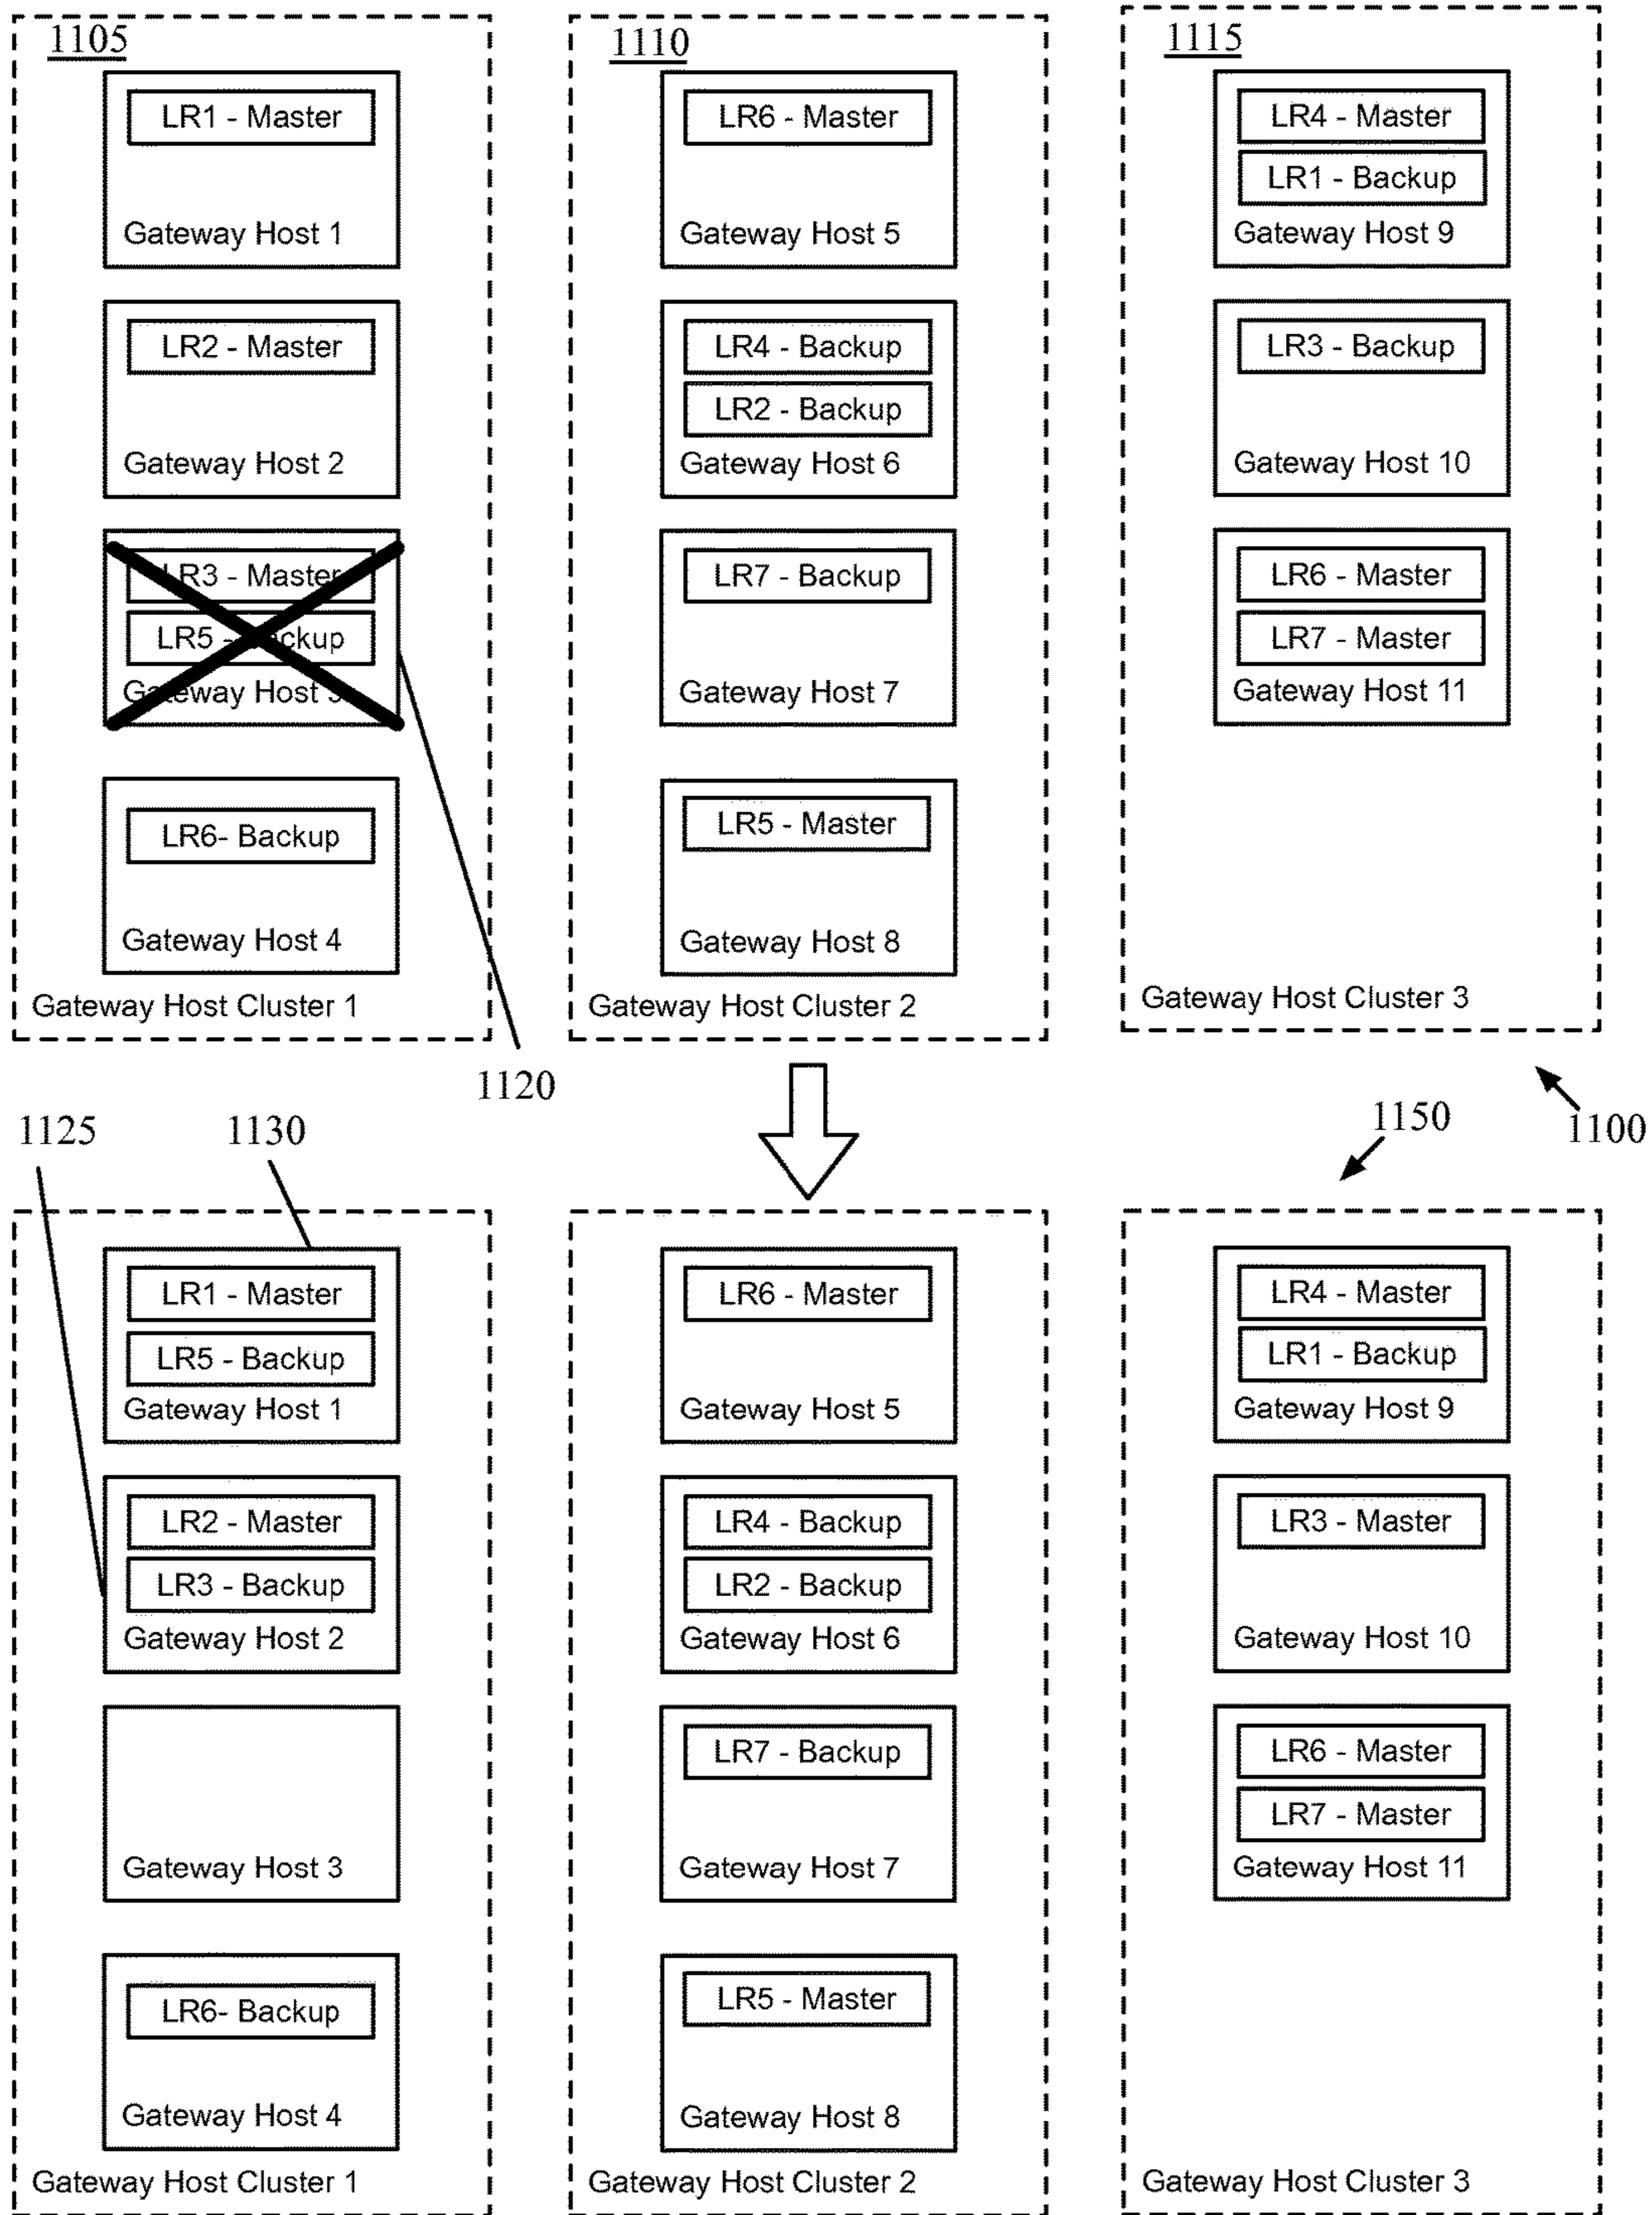 1105
LR1 - Master
Gateway Host 1
LR2 - Master
Gateway Host 2
LR3 - Master
LR5 - Backup
Gateway Host 3
LR6- Backup
Gateway Host 4
Gateway Host Cluster 1
1110
LR6 - Master
Gateway Host 5
LR4 - Backup
LR2 - Backup
Gateway Host 6
LR7 - Backup
Gateway Host 7
LR5 - Master
Gateway Host 8
Gateway Host Cluster 2
1115
LR4 - Master
LR1 - Backup
Gateway Host 9
LR3 - Backup
Gateway Host 10
LR6 - Master
LR7 - Master
Gateway Host 11
Gateway Host Cluster 3
1120
1100
1125
1130
1150
LR1 - Master
LR5 - Backup
Gateway Host 1
LR2 - Master
LR3 - Backup
Gateway Host 2
Gateway Host 3
LR6- Backup
Gateway Host 4
Gateway Host Cluster 1
LR6 - Master
Gateway Host 5
LR4 - Backup
LR2 - Backup
Gateway Host 6
LR7 - Backup
Gateway Host 7
LR5 - Master
Gateway Host 8
Gateway Host Cluster 2
LR4 - Master
LR1 - Backup
Gateway Host 9
LR3 - Master
Gateway Host 10
LR6 - Master
LR7 - Master
Gateway Host 11
Gateway Host Cluster 3